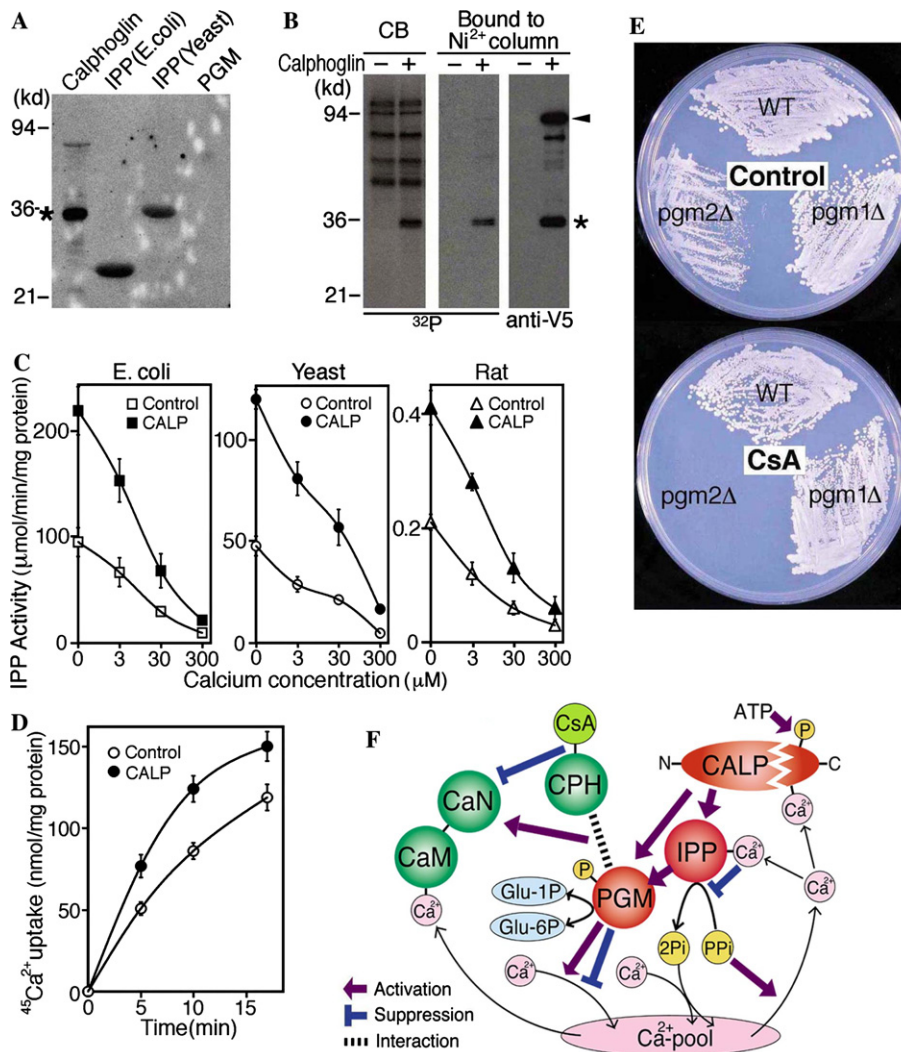 A
Calphoglin
IPP(E.coli)
IPP(Yeast)
PGM
(kd)
94
36
*
21
B
CB
Bound to
Ni2+ column
Calphoglin − + − + − +
(kd)
94
36
*
21
32P
anti-V5
C
E. coli
Yeast
Rat
Control
CALP
Control
CALP
Control
CALP
IPP Activity (μmol/min/mg protein)
200
100
0
100
50
0
0.4
0.2
0
0 3 30 300
0 3 30 300
0 3 30 300
Calcium concentration (μM)
D
Control
CALP
45Ca2+ uptake (nmol/mg protein)
150
100
50
0
0 5 10 15
Time(min)
E
WT
Control
pgm2Δ
pgm1Δ
WT
CsA
pgm2Δ
pgm1Δ
F
CsA
CPH
CaN
CaM
Ca2+
ATP
P
N
CALP
C
Ca2+
IPP
Ca2+
Ca2+
P
PGM
Glu-1P
Glu-6P
2Pi
PPi
Ca2+
Ca2+
Ca2+-pool
Activation
Suppression
Interaction